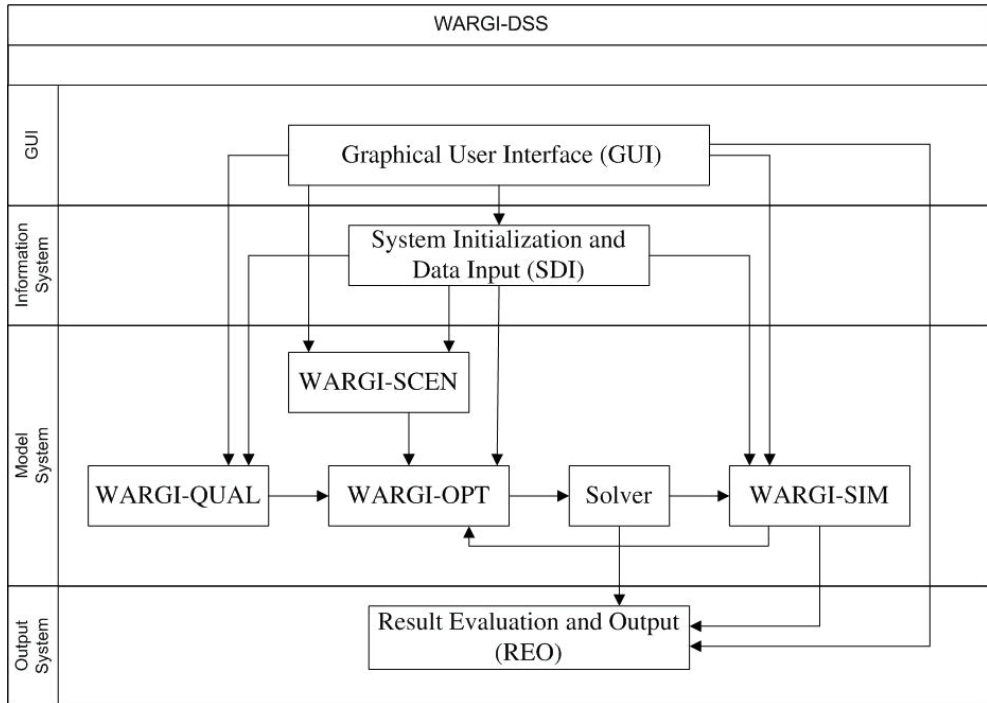 WARGI-DSS
GUI
Graphical User Interface (GUI)
Information
System
System Initialization and
Data Input (SDI)
Model
System
WARGI-SCEN
WARGI-QUAL
WARGI-OPT
Solver
WARGI-SIM
Output
System
Result Evaluation and Output
(REO)